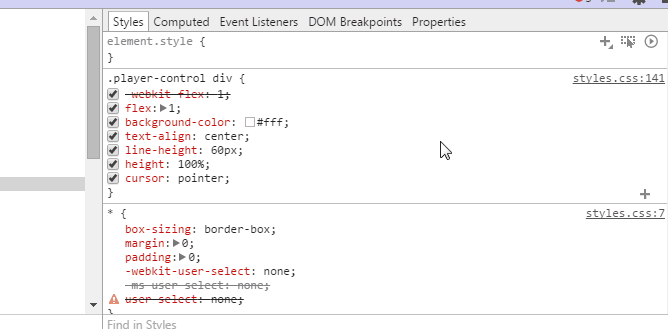 Styles Computed Event Listeners DOM Breakpoints Properties
element.style {
}
.player-control div { styles.css:141
-webkit-flex: 1;
flex: 1;
background-color: #fff;
text-align: center;
line-height: 60px;
height: 100%;
cursor: pointer;
}
* { styles.css:7
box-sizing: border-box;
margin: 0;
padding: 0;
-webkit-user-select: none;
-ms-user-select: none;
user-select: none;
}
Find in Styles